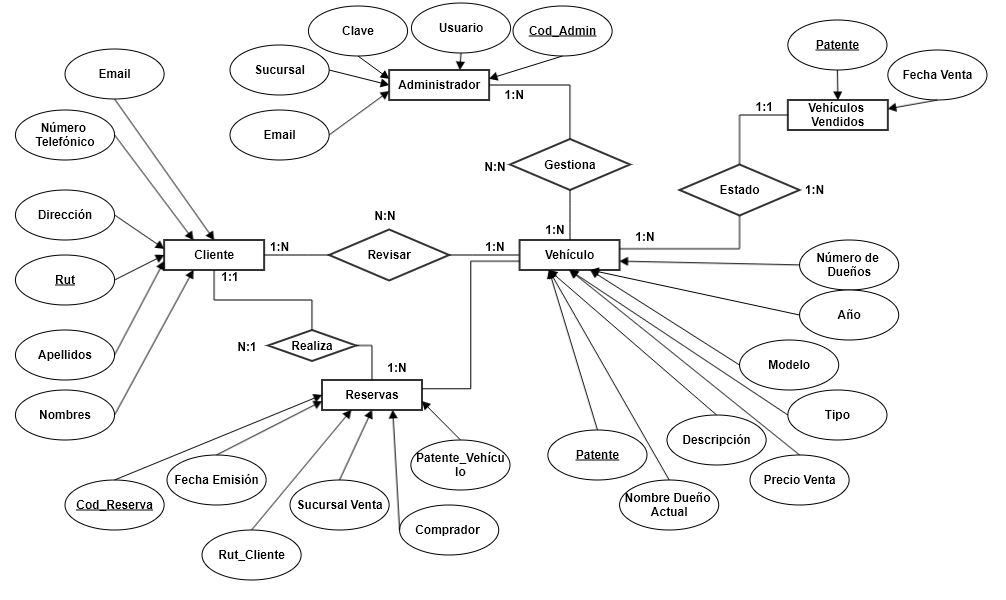 Clave
Usuario
Cod_Admin
Sucursal
Email
Administrador
1:N
Email
Número
Telefónico
Dirección
Rut
Apellidos
Nombres
Cliente
1:N
1:1
N:N
Revisar
1:N
N:N
Gestiona
1:N
Vehículo
1:N
Estado
1:N
1:1
Patente
Fecha Venta
Vehículos
Vendidos
Número de
Dueños
Año
Modelo
Tipo
Precio Venta
Descripción
Nombre Dueño
Actual
Patente
N:1
Realiza
1:N
Reservas
Cod_Reserva
Fecha Emisión
Rut_Cliente
Sucursal Venta
Comprador
Patente_Vehícu
lo